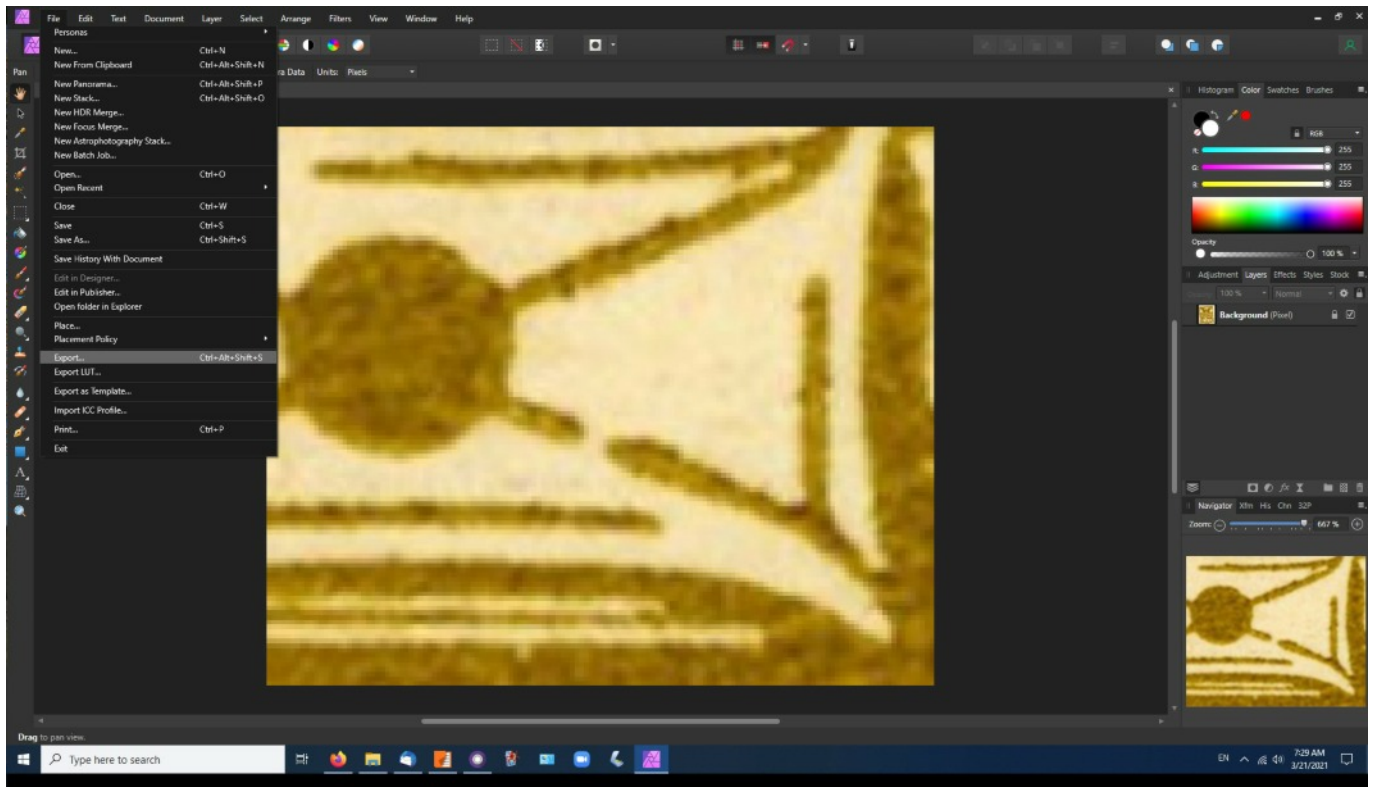 File Edit Text Document Layer Select Arrange Filters View Window Help
Personas
New... Ctrl+N
New From Clipboard Ctrl+Alt+Shift+N
New Panorama... Ctrl+Alt+Shift+P
New Stack... Ctrl+Alt+Shift+O
New HDR Merge...
New Focus Merge...
New Astrophotography Stack...
New Batch Job...
Open... Ctrl+O
Open Recent
Close Ctrl+W
Save Ctrl+S
Save As... Ctrl+Shift+S
Save History With Document
Edit in Designer...
Edit in Publisher...
Open folder in Explorer
Place...
Placement Policy
Export... Ctrl+Alt+Shift+S
Export LUT...
Export as Template...
Import ICC Profile...
Print... Ctrl+P
Exit
Pan
ra Data Units: Pixels
Histogram Color Swatches Brushes
RGB
R: 255
G: 255
B: 255
Opacity
100 %
Adjustment Layers Effects Styles Stock
100 % Normal
Background (Pixel)
Navigator Xfm His Chn 32P
Zoom: 667 %
Drag to pan view.
Type here to search
EN
7:29 AM
3/21/2021